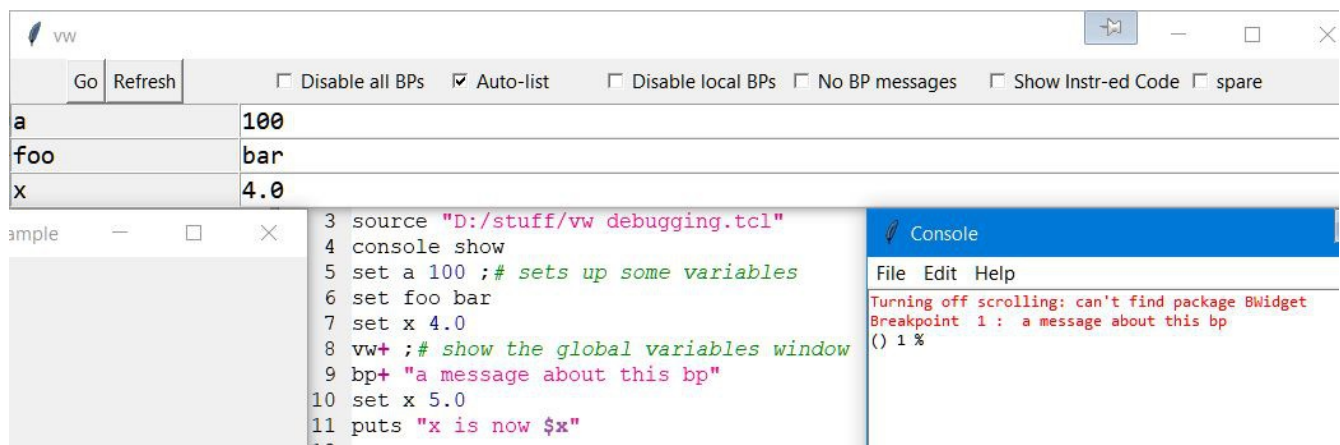 vw
Go Refresh Disable all BPs Auto-list Disable local BPs No BP messages Show Instr-ed Code spare
a 100
foo bar
x 4.0
ample
3 source "D:/stuff/vw debugging.tcl"
4 console show
5 set a 100 ;# sets up some variables
6 set foo bar
7 set x 4.0
8 vw+ ;# show the global variables window
9 bp+ "a message about this bp"
10 set x 5.0
11 puts "x is now $x"
Console
File Edit Help
Turning off scrolling: can't find package BWidget
Breakpoint 1 : a message about this bp
() 1 %